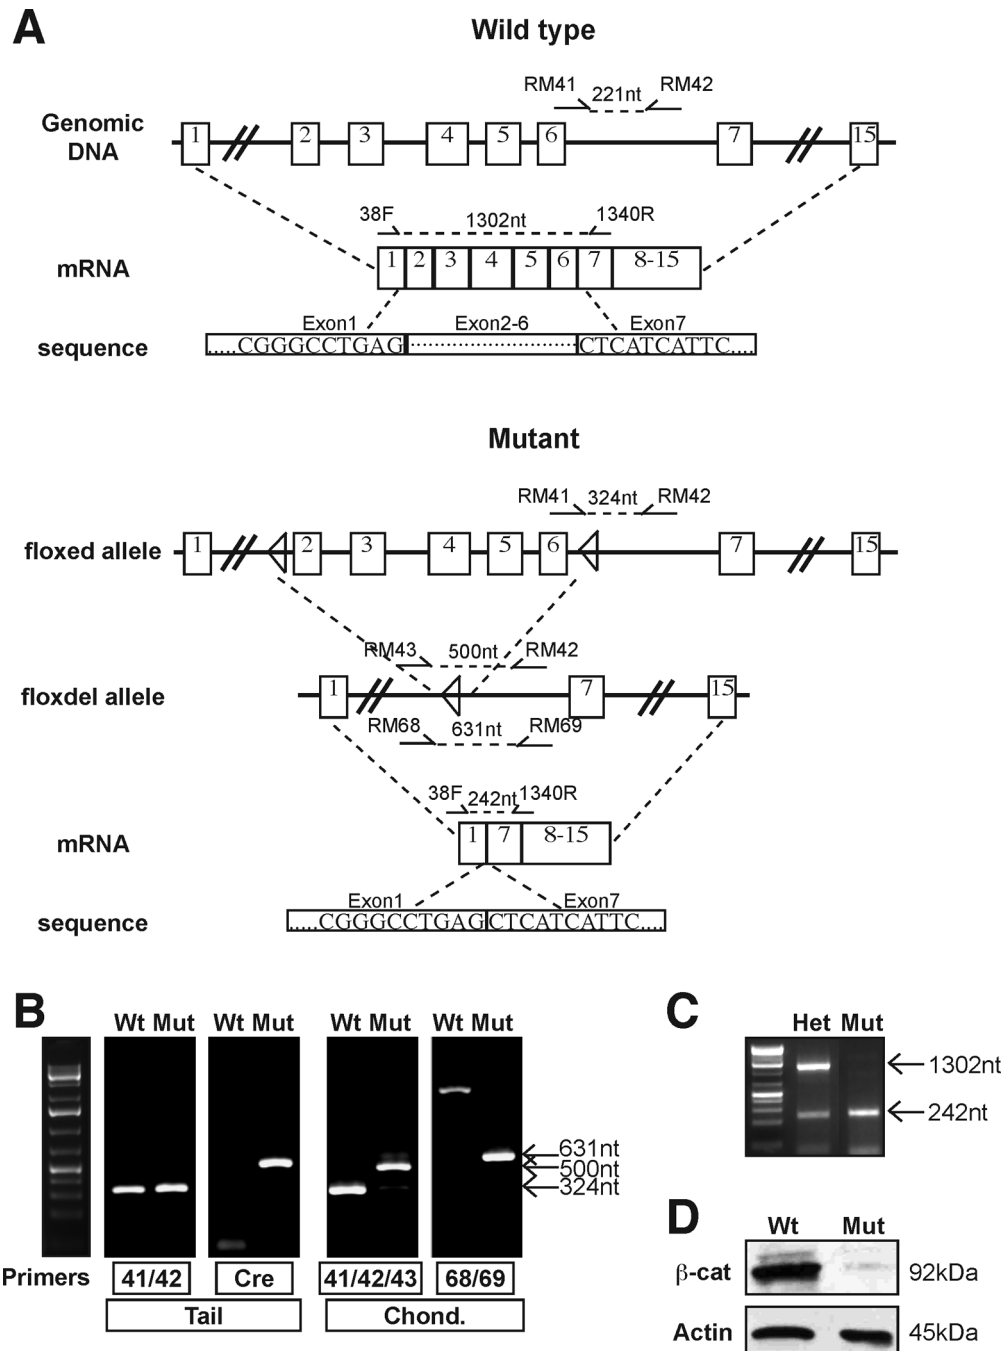 A
Wild type
RM41 221nt RM42
Genomic DNA
1 2 3 4 5 6 7 15
38F 1302nt 1340R
mRNA
1 2 3 4 5 6 7 8-15
Exon1 Exon2-6 Exon7
sequence
.....CGGGCCTGAG CTCATCATTC....
Mutant
RM41 324nt RM42
floxed allele
1 2 3 4 5 6 7 15
RM43 500nt RM42
floxdel allele
1 7 15
RM68 631nt RM69
38F 242nt 1340R
mRNA
1 7 8-15
Exon1 Exon7
sequence
.....CGGGCCTGAG CTCATCATTC....
B
Wt Mut Wt Mut Wt Mut Wt Mut
631nt
500nt
324nt
Primers 41/42 Cre 41/42/43 68/69
Tail Chond.
C
Het Mut
1302nt
242nt
D
Wt Mut
β-cat 92kDa
Actin 45kDa